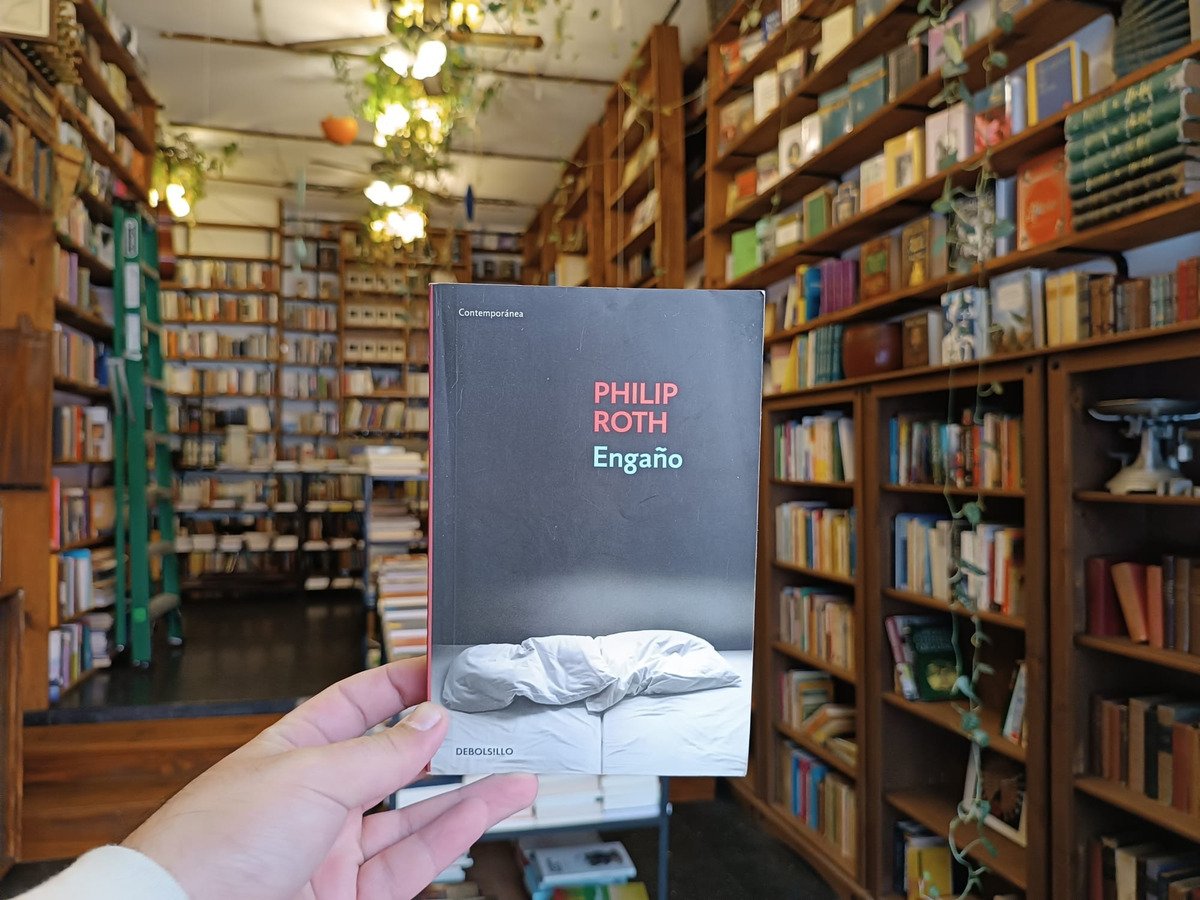 Contemporánea
PHILIP
ROTH
Engaño
DEBOLSILLO